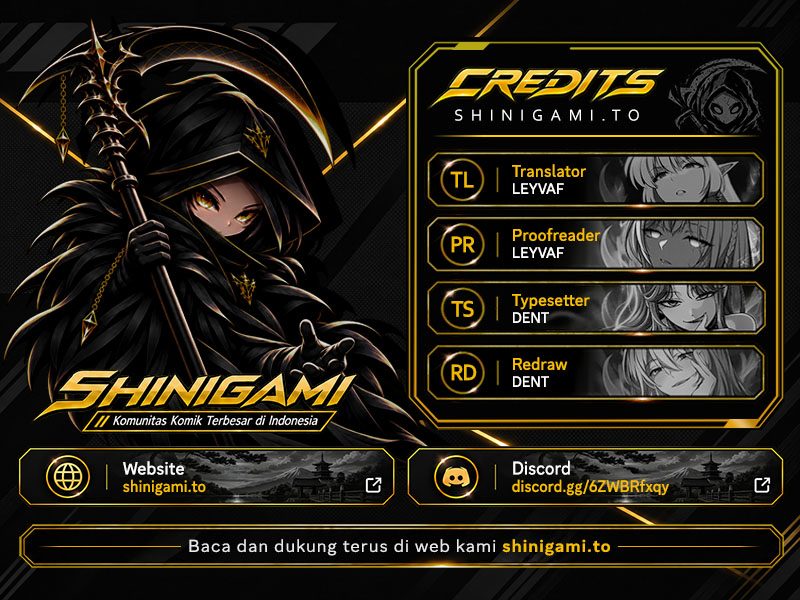 CREDITS
SHINIGAMI.TO
TL
Translator
LEYVAF
PR
Proofreader
LEYVAF
TS
Typesetter
DENT
RD
Redraw
DENT
SHINIGAMI
// Komunitas Komik Terbesar di Indonesia
Website
shinigami.to
Discord
discord.gg/6ZWBRfxqy
Baca dan dukung terus di web kami shinigami.to